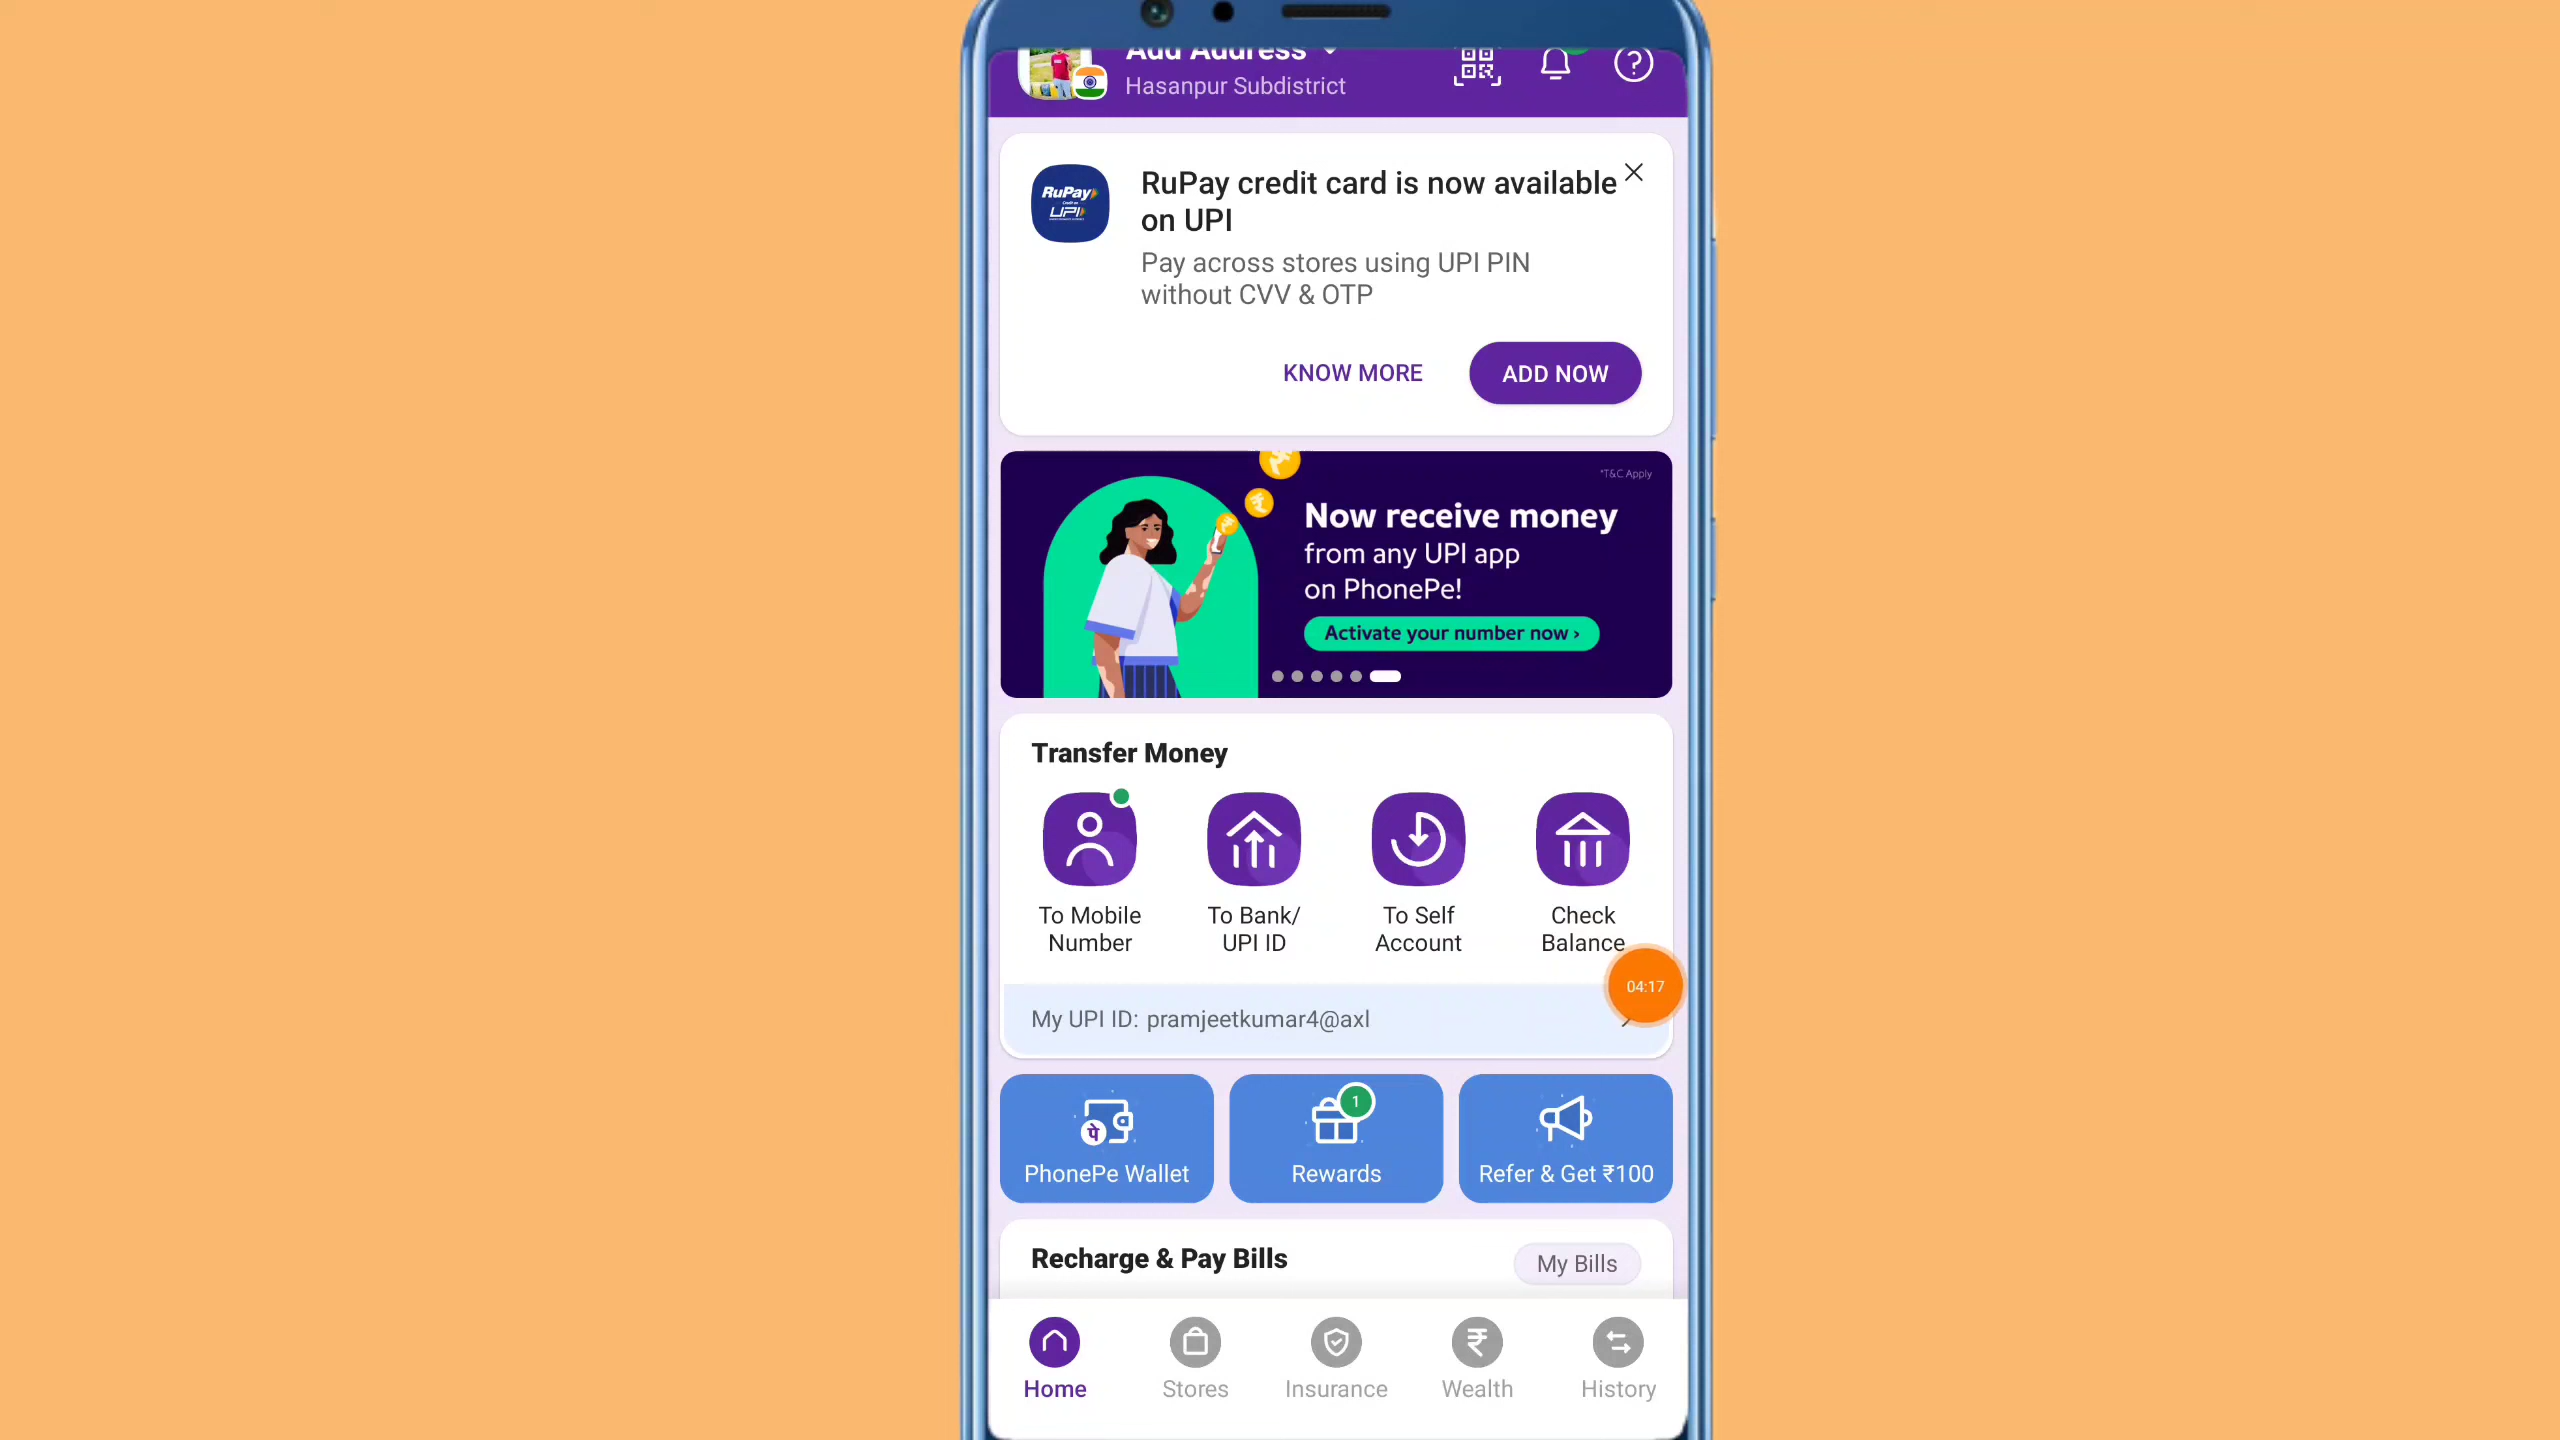 Add Address
Hasanpur Subdistrict
RuPay
UPI
RuPay credit card is now available
on UPI
Pay across stores using UPI PIN
without CVV & OTP
KNOW MORE
ADD NOW
*T&C Apply
Now receive money
from any UPI app
on PhonePe!
Activate your number now ›
Transfer Money
To Mobile
Number
To Bank/
UPI ID
To Self
Account
Check
Balance
04:17
My UPI ID: pramjeetkumar4@axl
पे
1
PhonePe Wallet
Rewards
Refer & Get ₹100
Recharge & Pay Bills
My Bills
Home
Stores
Insurance
Wealth
History